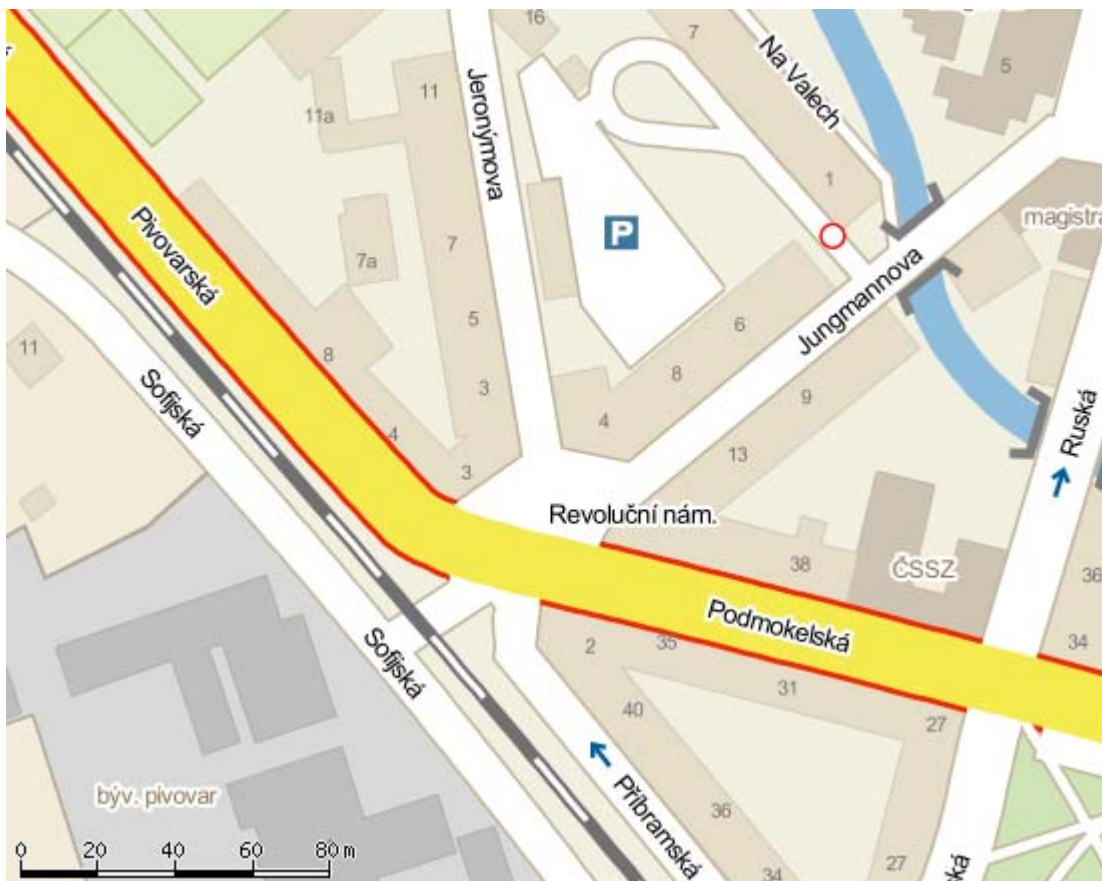 16
7
Na Valech
5
11
11a
Jeronýmova
1
P
magistra
Pivovarská
7
7a
5
6
Jungmannova
8
11
8
3
4
9
Sofijská
4
3
13
Ruská
Revoluční nám.
38
ČSSZ
36
34
Podmokelská
2
35
31
27
Sofijská
40
36
34
27
Příbramská
ská
býv. pivovar
0 20 40 60 80 m